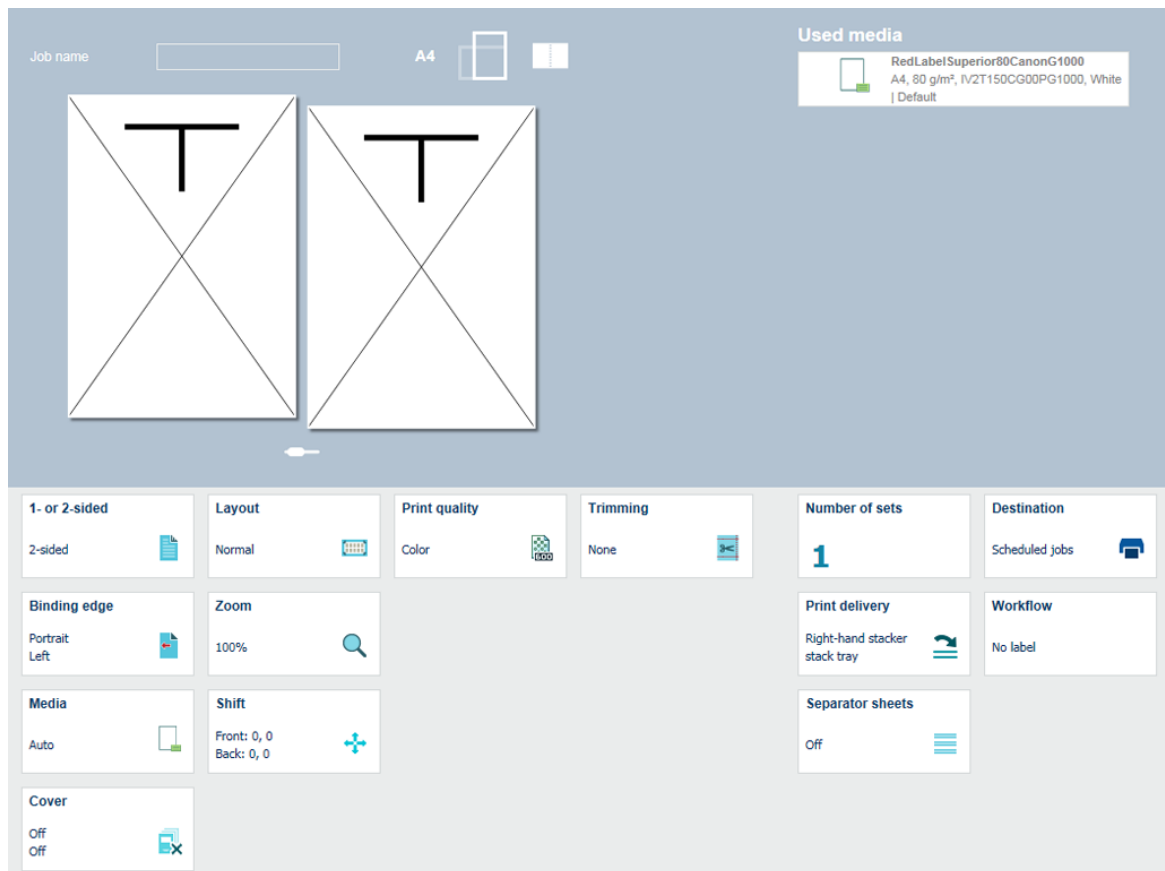 Job name
A4
Used media
RedLabelSuperior80CanonG1000
A4, 80 g/m², IV2T150CG00PG1000, White
| Default
T
T
1- or 2-sided
2-sided
Layout
Normal
Print quality
Color
600
Trimming
None
Number of sets
1
Destination
Scheduled jobs
Binding edge
Portrait
Left
Zoom
100%
Print delivery
Right-hand stacker
stack tray
Workflow
No label
Media
Auto
Shift
Front: 0, 0
Back: 0, 0
Separator sheets
Off
Cover
Off
Off